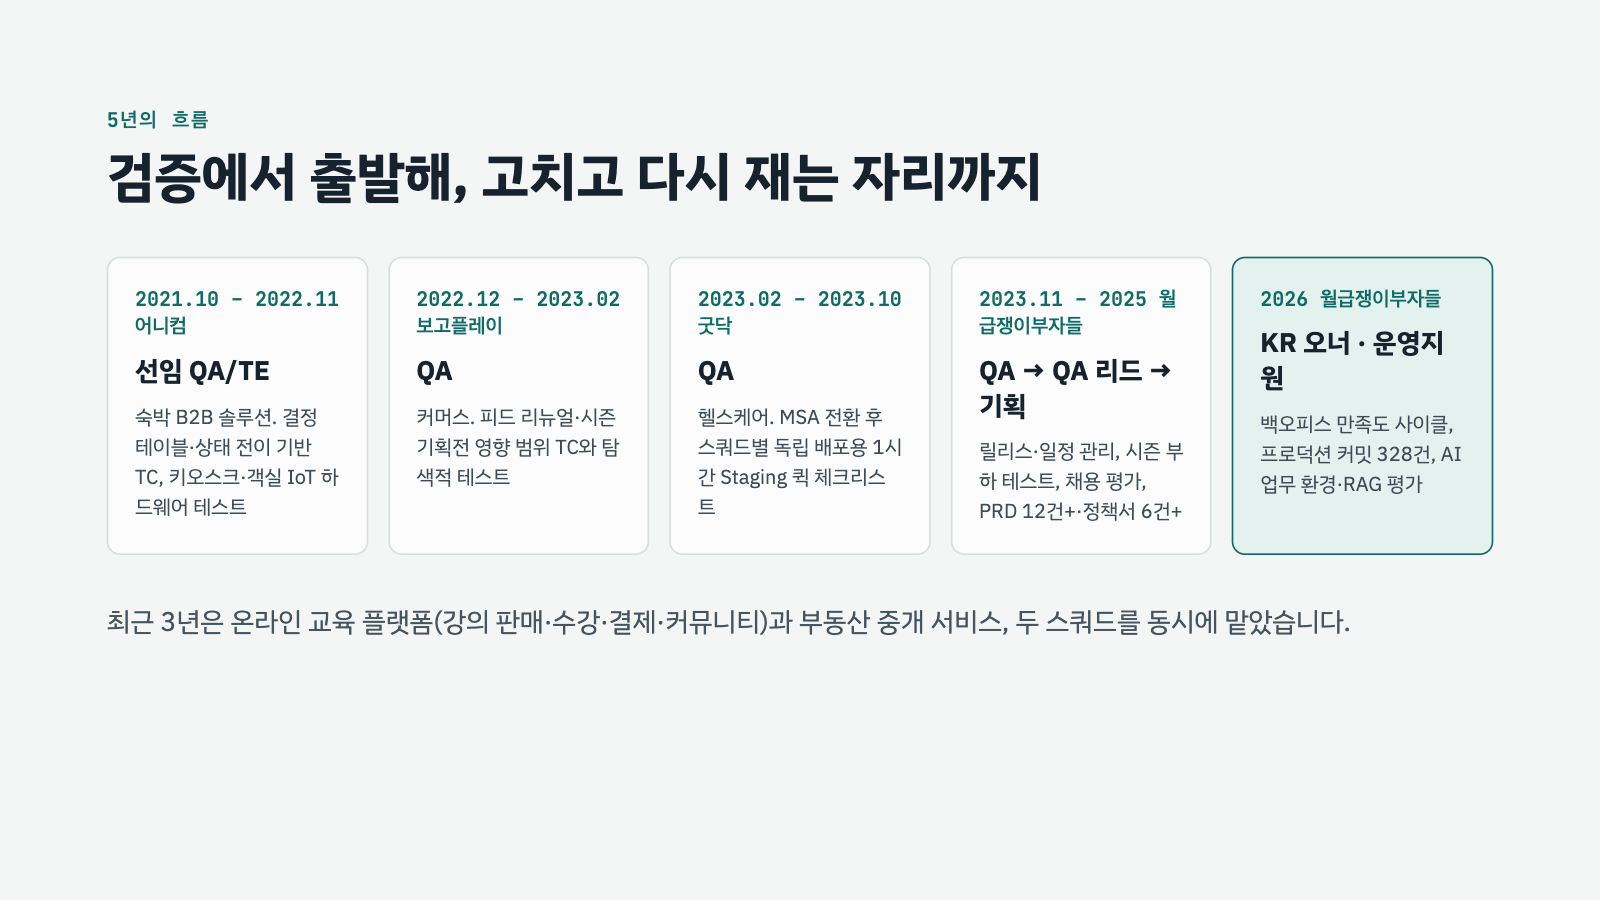 5년의 흐름
검증에서 출발해, 고치고 다시 재는 자리까지
2021.10 – 2022.11
어니컴
선임 QA/TE
숙박 B2B 솔루션. 결정
테이블·상태 전이 기반
TC, 키오스크·객실 IoT 하
드웨어 테스트
2022.12 – 2023.02
보고플레이
QA
커머스. 피드 리뉴얼·시즌
기획전 영향 범위 TC와 탐
색적 테스트
2023.02 – 2023.10
굿닥
QA
헬스케어. MSA 전환 후
스쿼드별 독립 배포용 1시
간 Staging 퀵 체크리스
트
2023.11 – 2025 월
급쟁이부자들
QA → QA 리드 →
기획
릴리스·일정 관리, 시즌 부
하 테스트, 채용 평가,
PRD 12건+·정책서 6건+
2026 월급쟁이부자들
KR 오너 · 운영지
원
백오피스 만족도 사이클,
프로덕션 커밋 328건, AI
업무 환경·RAG 평가
최근 3년은 온라인 교육 플랫폼(강의 판매·수강·결제·커뮤니티)과 부동산 중개 서비스, 두 스쿼드를 동시에 맡았습니다.